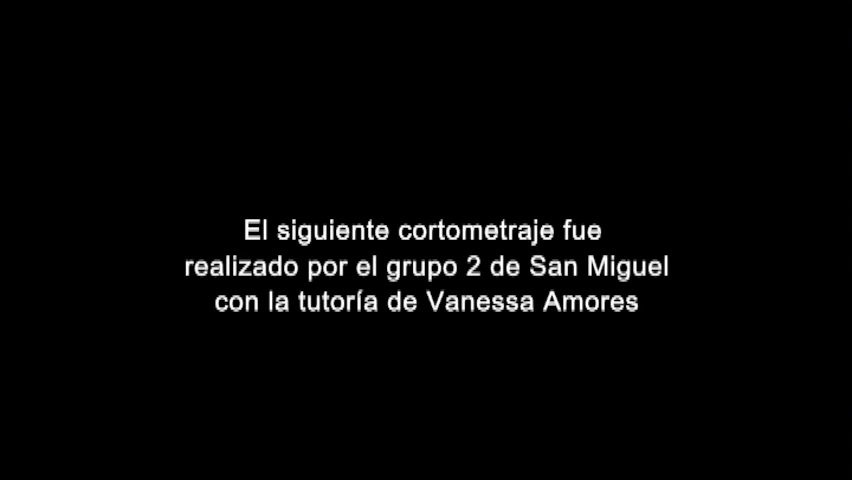 El siguiente cortometraje fue
realizado por el grupo 2 de San Miguel
con la tutoría de Vanessa Amores